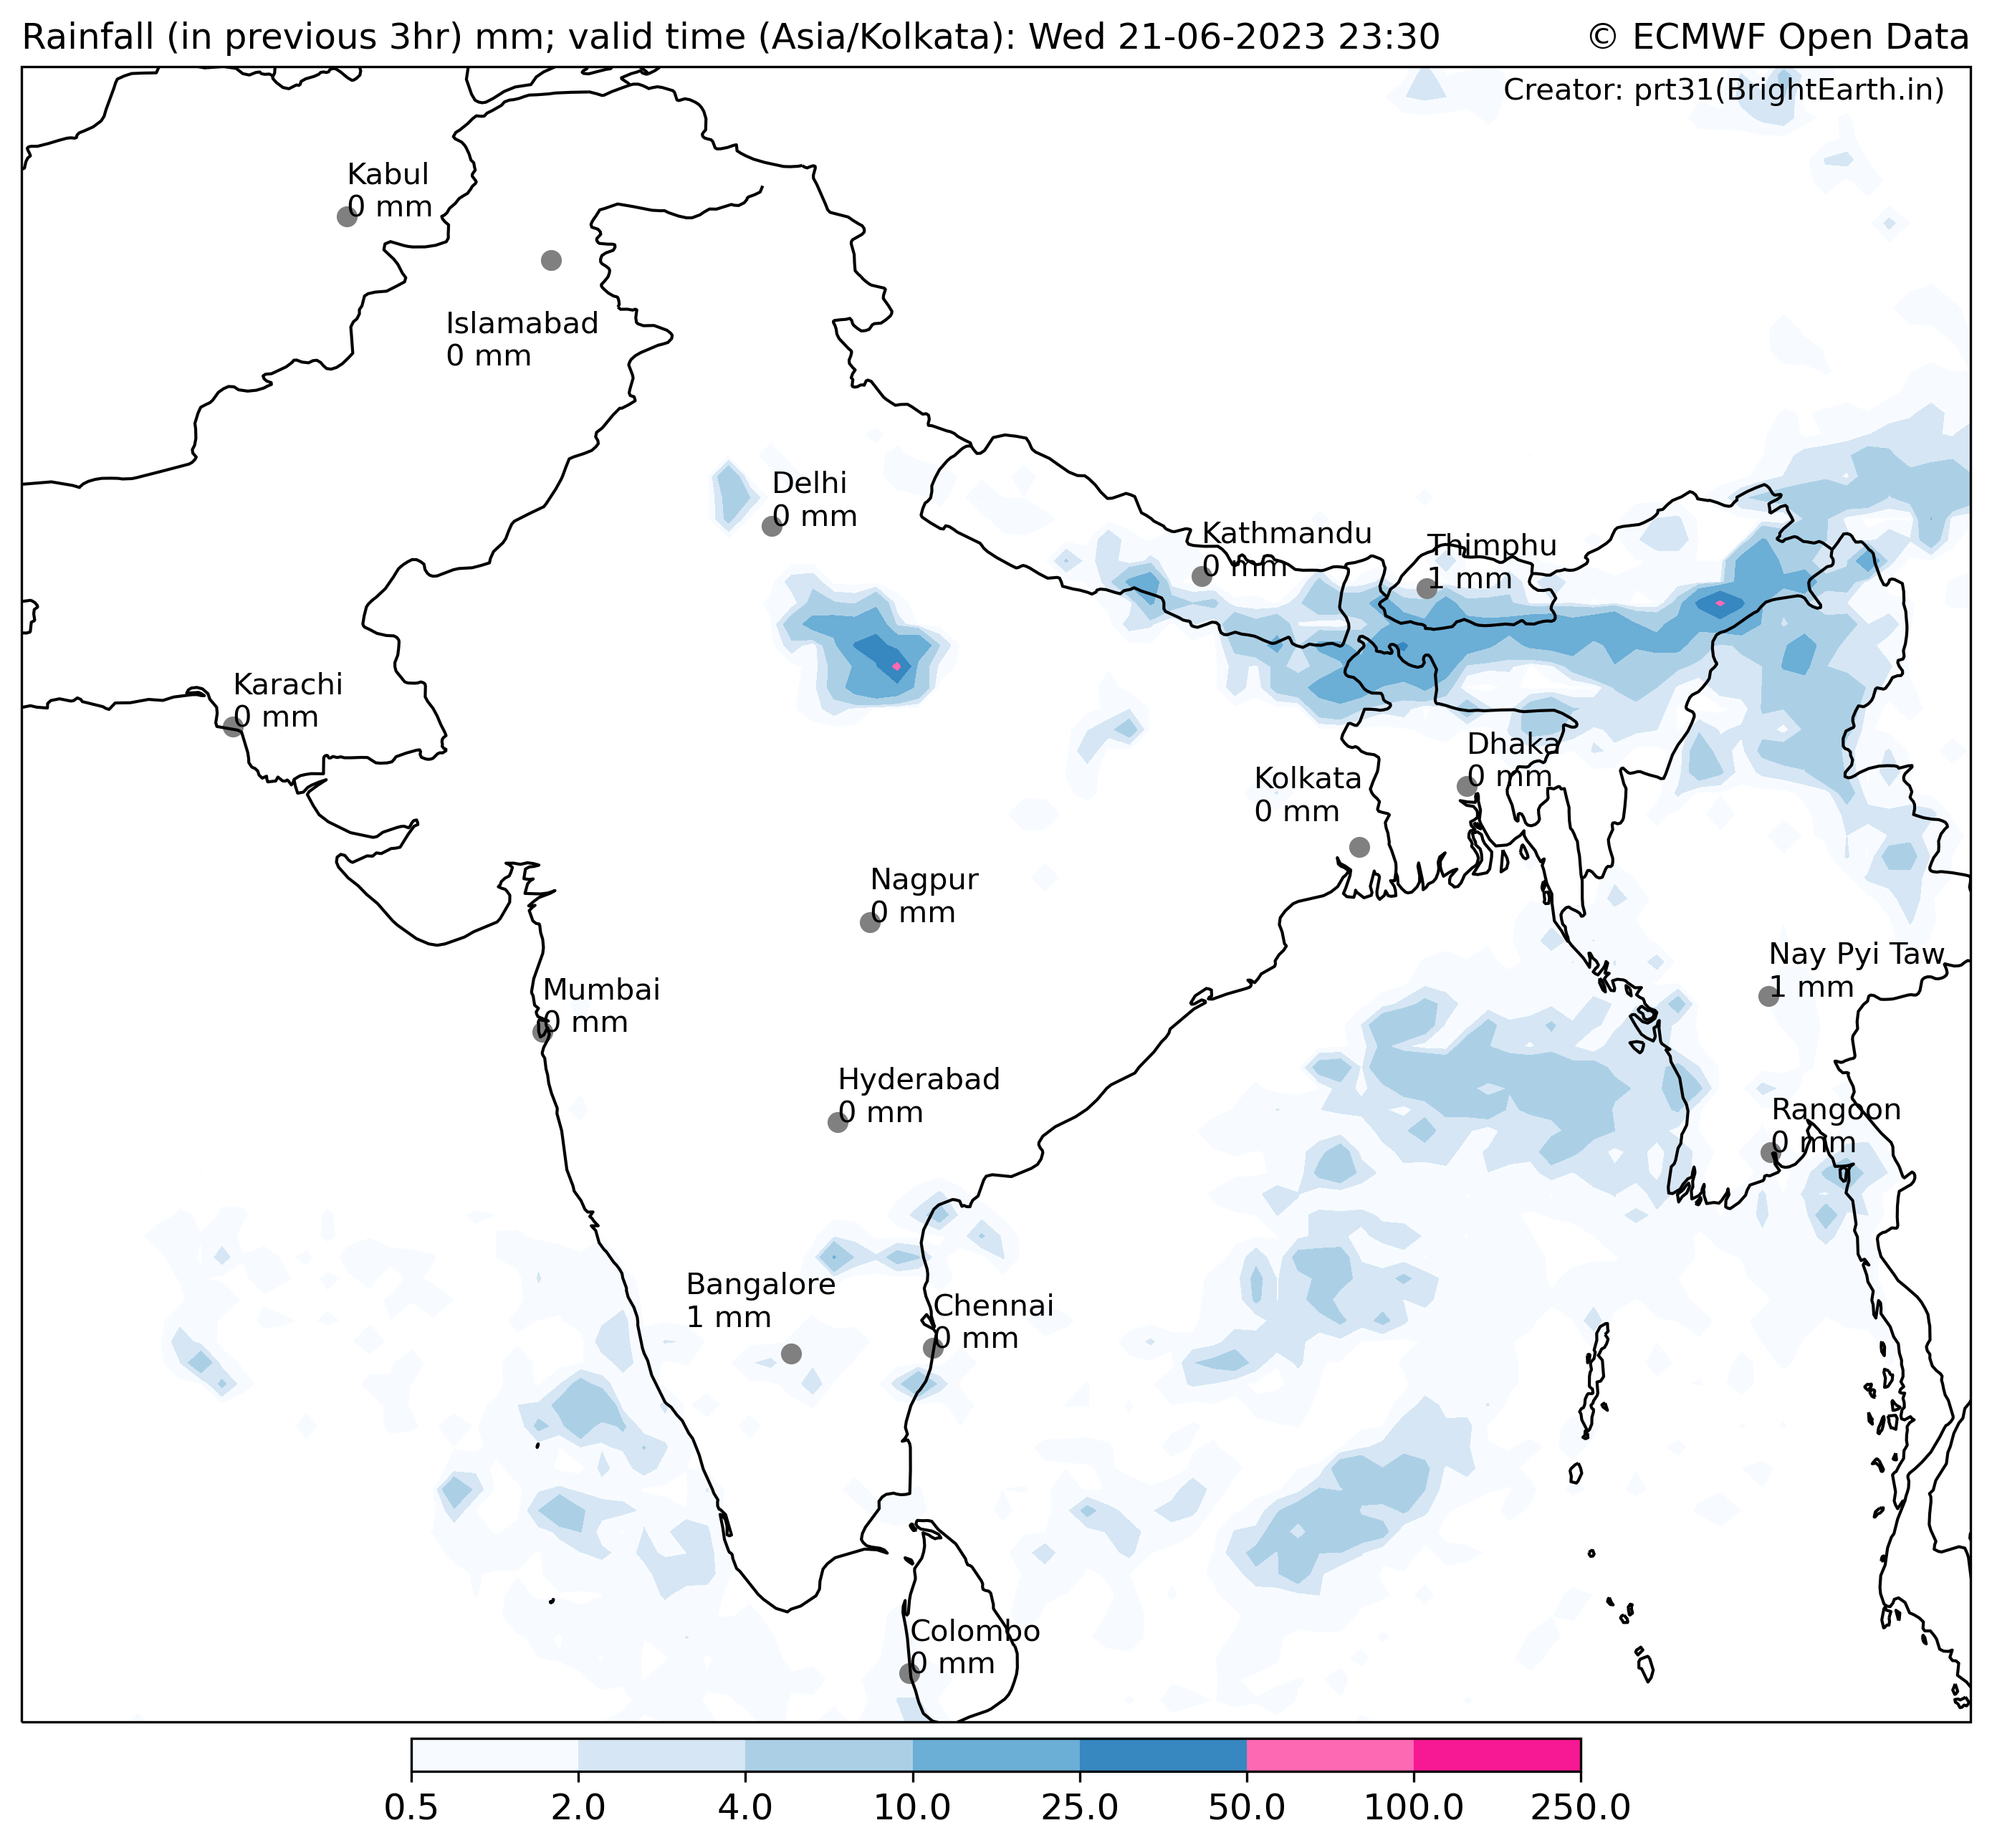 Rainfall (in previous 3hr) mm; valid time (Asia/Kolkata): Wed 21-06-2023 23:30
© ECMWF Open Data
Creator: prt31(BrightEarth.in)
Kabul
0 mm
Islamabad
0 mm
Delhi
0 mm
Kathmandu
0 mm
Thimphu
1 mm
Karachi
0 mm
Dhaka
0 mm
Kolkata
0 mm
Nagpur
0 mm
Nay Pyi Taw
1 mm
Mumbai
0 mm
Hyderabad
0 mm
Rangoon
0 mm
Bangalore
1 mm
Chennai
0 mm
Colombo
0 mm
0.5 2.0 4.0 10.0 25.0 50.0 100.0 250.0